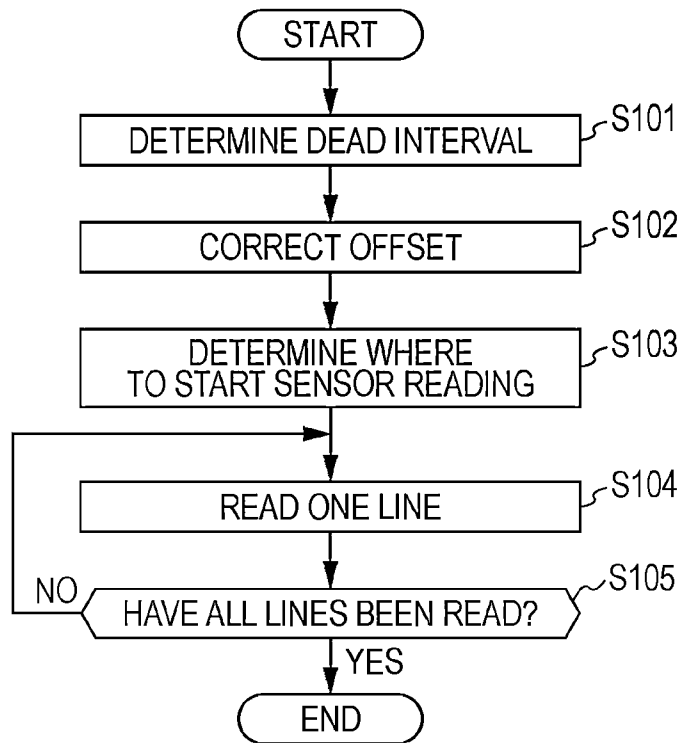 START
DETERMINE DEAD INTERVAL
S101
CORRECT OFFSET
S102
DETERMINE WHERE
TO START SENSOR READING
S103
READ ONE LINE
S104
HAVE ALL LINES BEEN READ?
S105
NO
YES
END